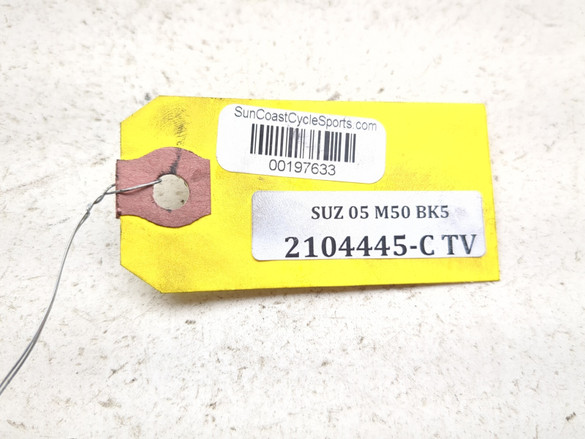 SunCoastCycleSports.com
00197633
SUZ 05 M50 BK5
2104445-C TV